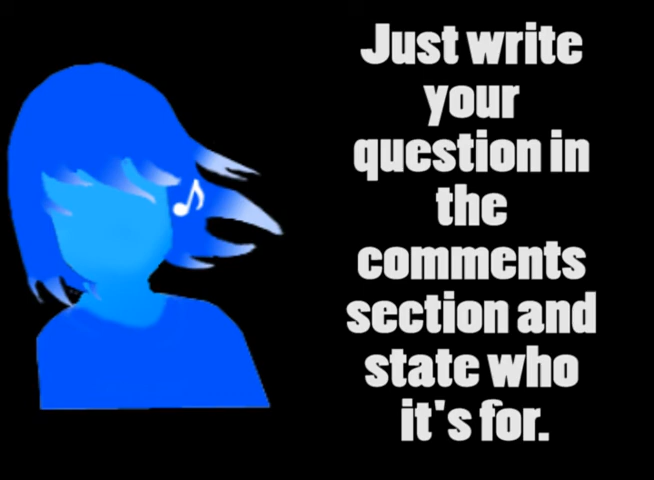 Just write
your
question in
the
comments
section and
state who
it's for.